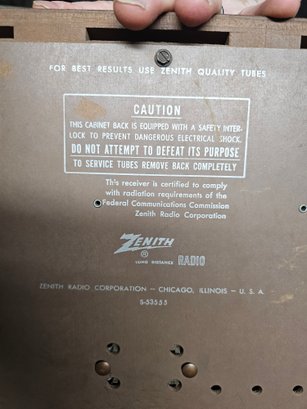 FOR BEST RESULTS USE ZENITH QUALITY TUBES
CAUTION
THIS CABINET BACK IS EQUIPPED WITH A SAFETY INTER-
LOCK TO PREVENT DANGEROUS ELECTRICAL SHOCK.
DO NOT ATTEMPT TO DEFEAT ITS PURPOSE
TO SERVICE TUBES REMOVE BACK COMPLETELY
This receiver is certified to comply
with radiation requirements of the
Federal Communications Commission
Zenith Radio Corporation
ZENITH
® LONG DISTANCE RADIO
ZENITH RADIO CORPORATION — CHICAGO, ILLINOIS — U. S. A.
S-53555